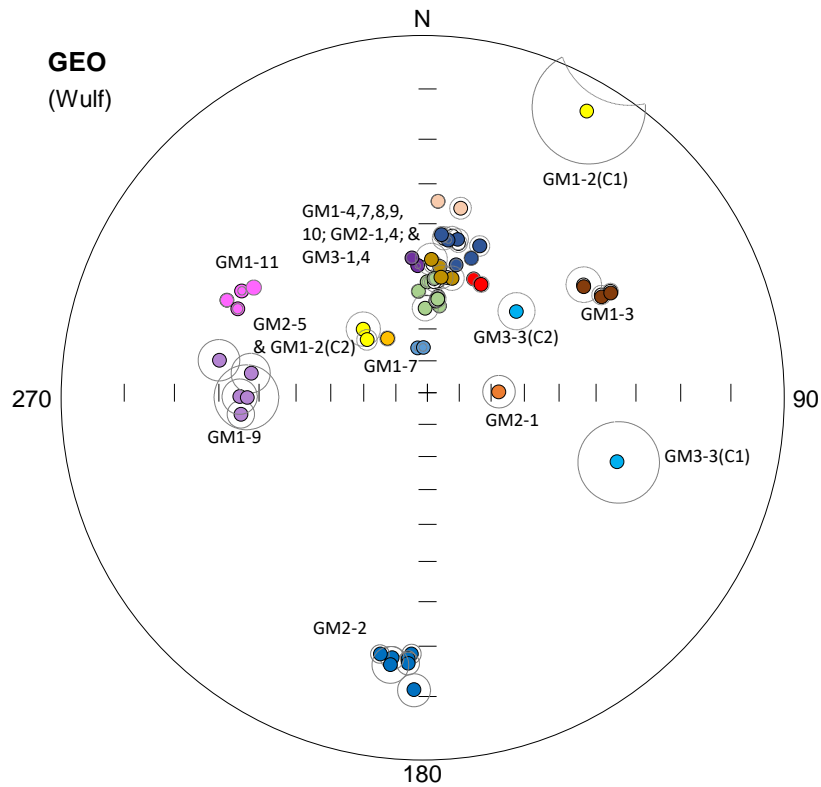 N
GEO
(Wulf)
GM1-2(C1)
GM1-4,7,8,9,
10; GM2-1,4; &
GM3-1,4
GM1-11
GM1-3
GM2-5
& GM1-2(C2)
GM3-3(C2)
GM1-7
270
90
GM2-1
GM1-9
GM3-3(C1)
GM2-2
180